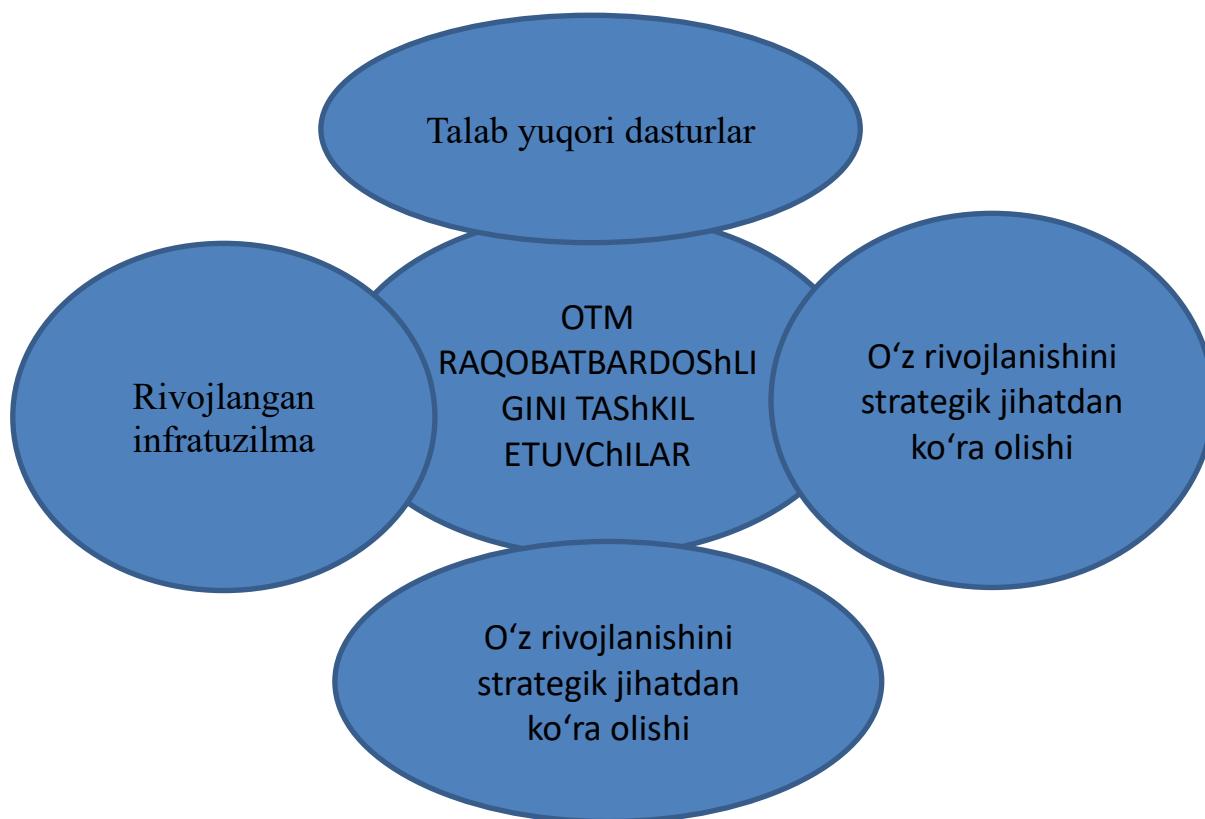 Talab yuqori dasturlar
OTM
RAQOBATBARDOShLI
GINI TAShKIL
ETUVChILAR
Rivojlangan
infratuzilma
O‘z rivojlanishini
strategik jihatdan
ko‘ra olishi
O‘z rivojlanishini
strategik jihatdan
ko‘ra olishi